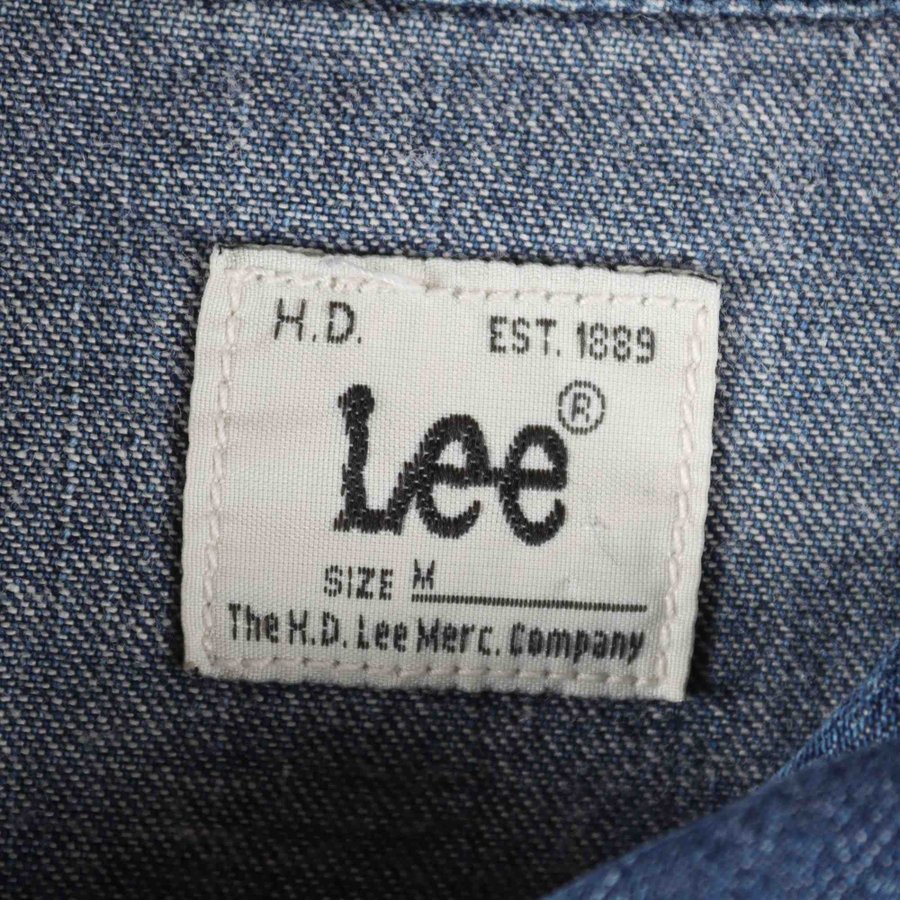 H.D. EST. 1889
Lee®
SIZE M
The H.D. Lee Merc. Company